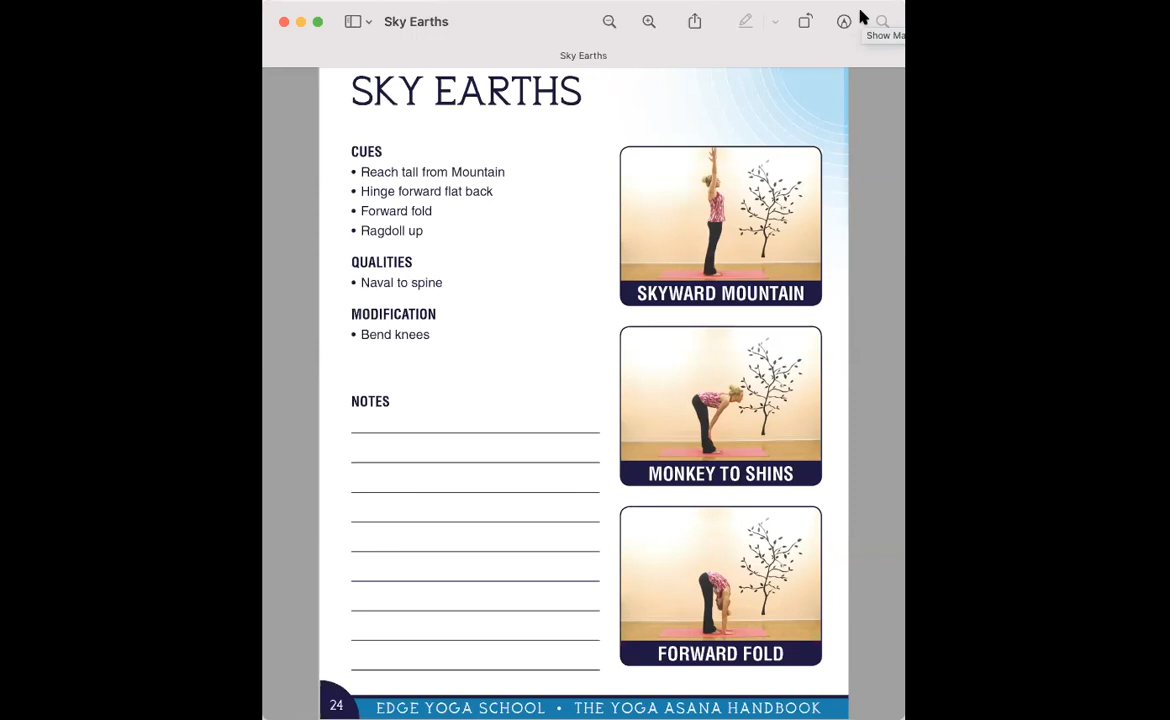 Sky Earths
Show Ma
Sky Earths
SKY EARTHS
CUES
• Reach tall from Mountain
• Hinge forward flat back
• Forward fold
• Ragdoll up
QUALITIES
• Naval to spine
MODIFICATION
• Bend knees
NOTES
SKYWARD MOUNTAIN
MONKEY TO SHINS
FORWARD FOLD
24
EDGE YOGA SCHOOL • THE YOGA ASANA HANDBOOK